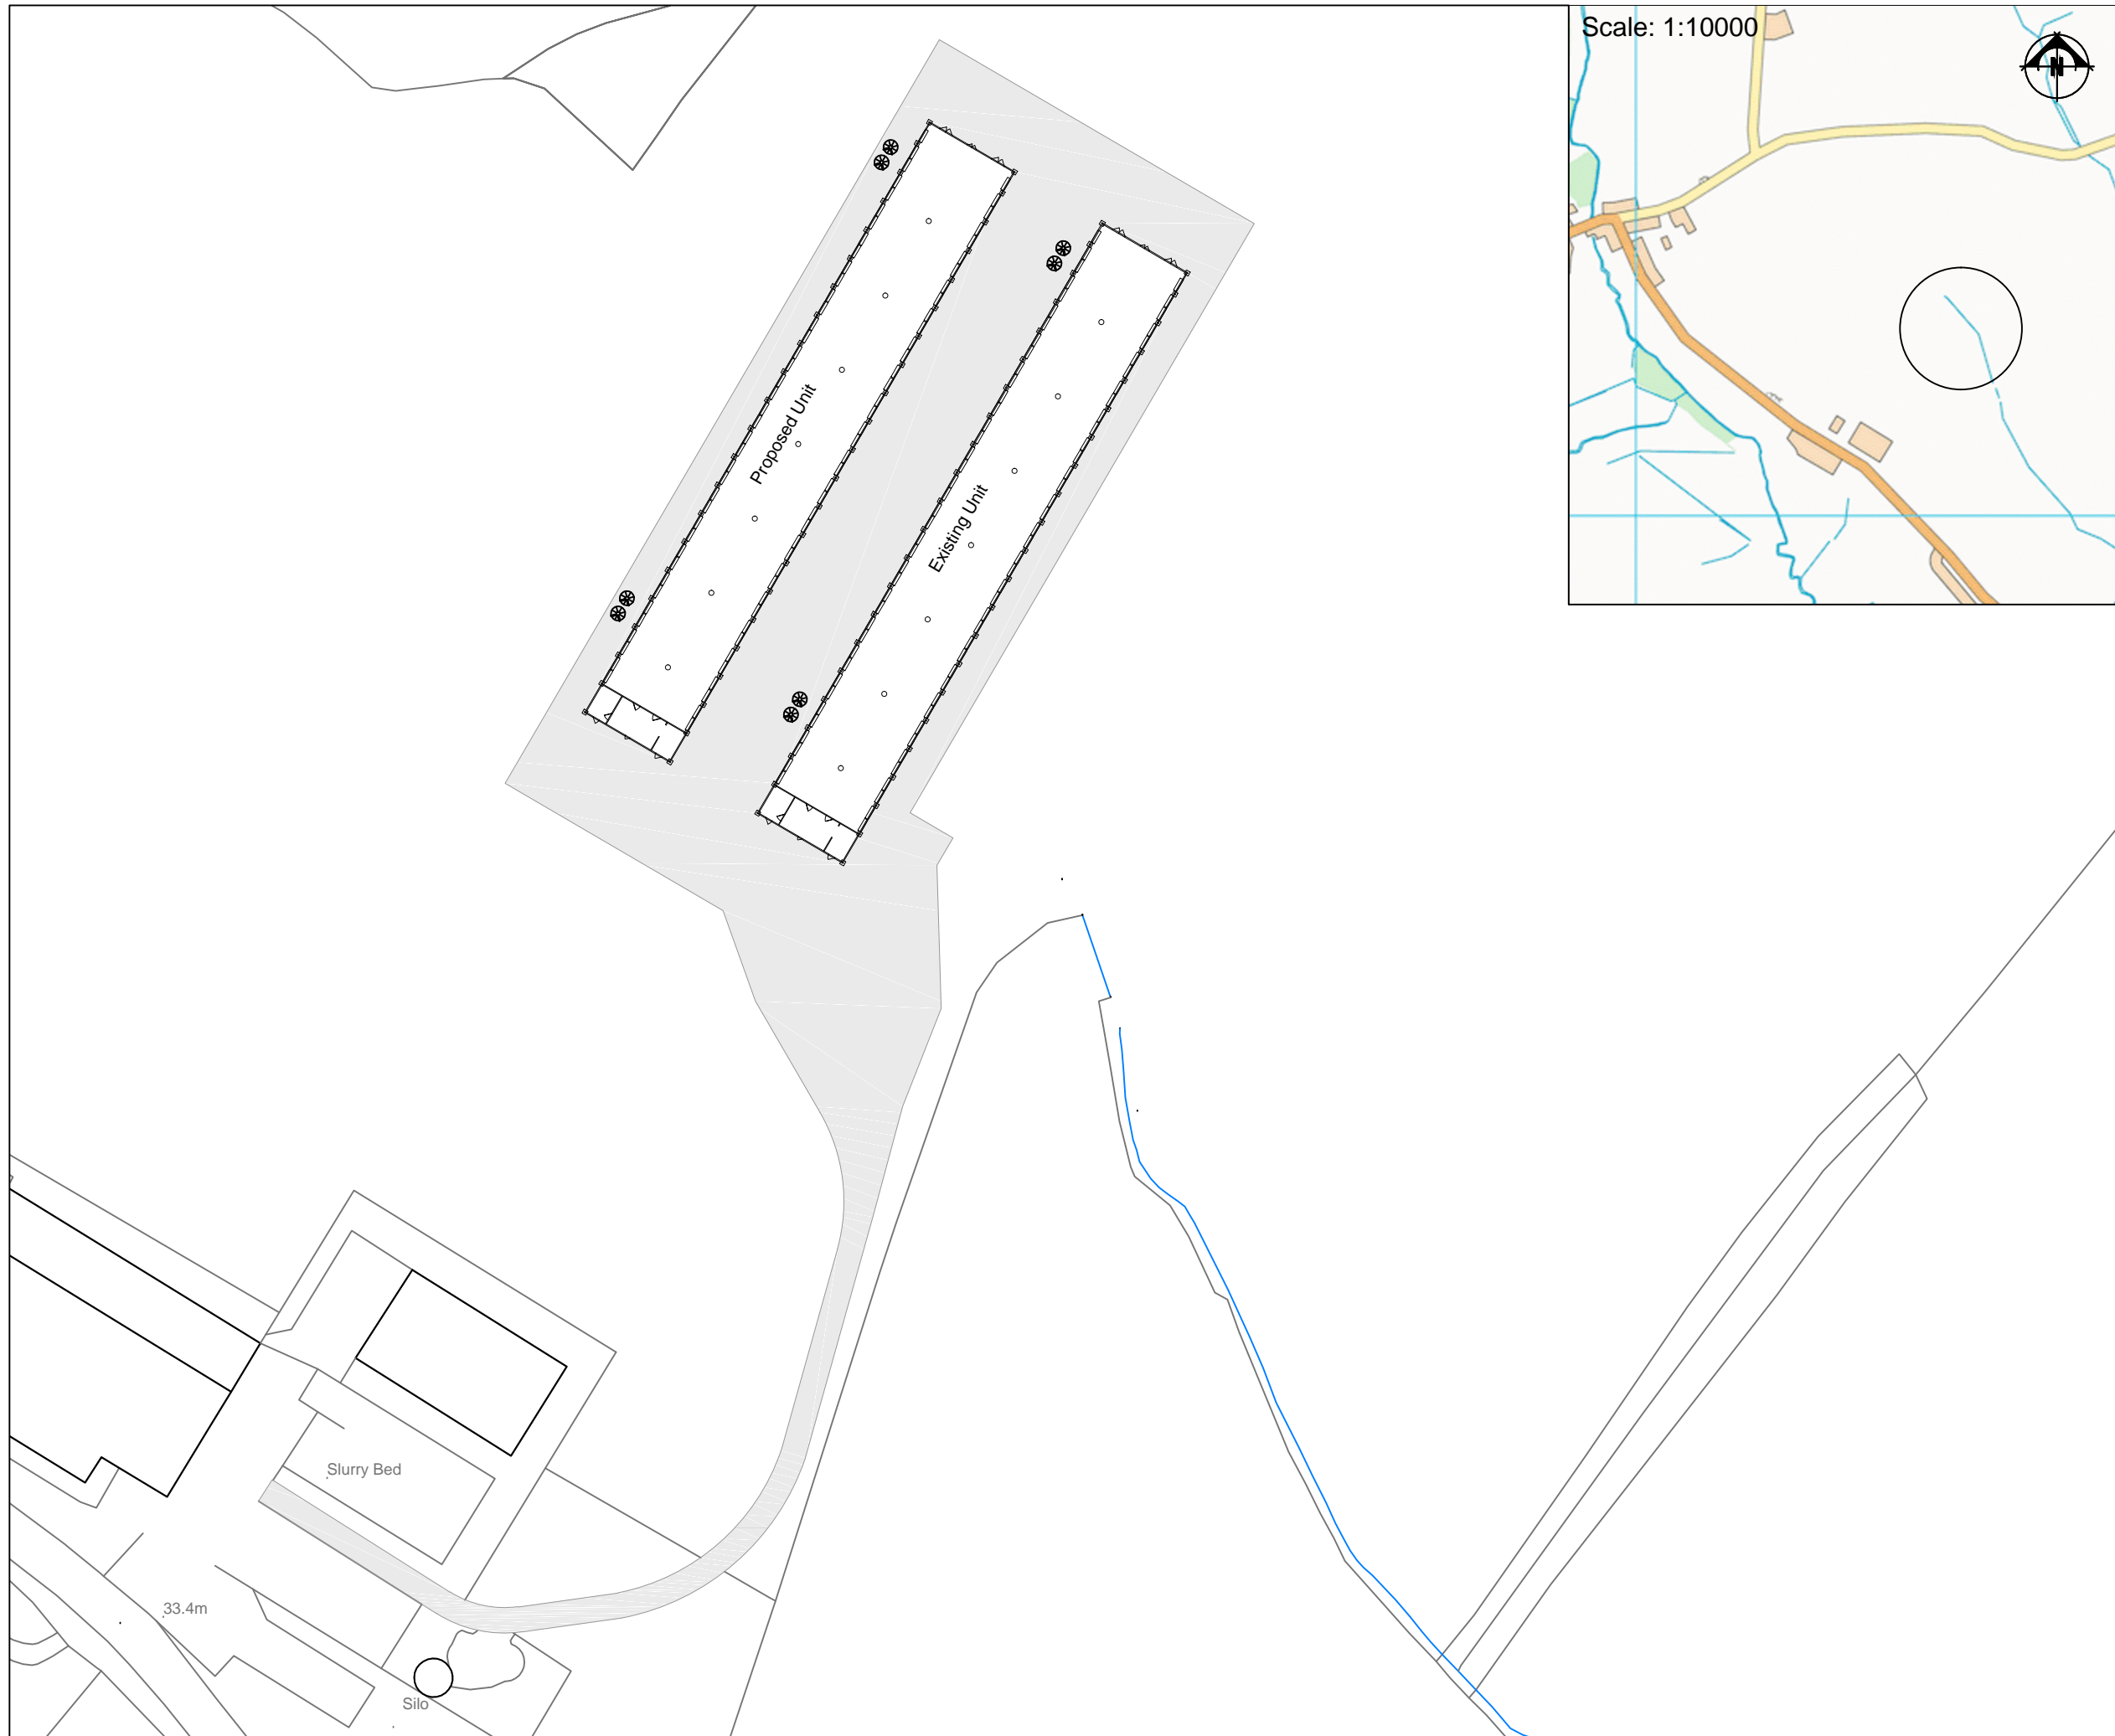 Scale: 1:10000
N
Proposed Unit
Existing Unit
Slurry Bed
33.4m
Silo